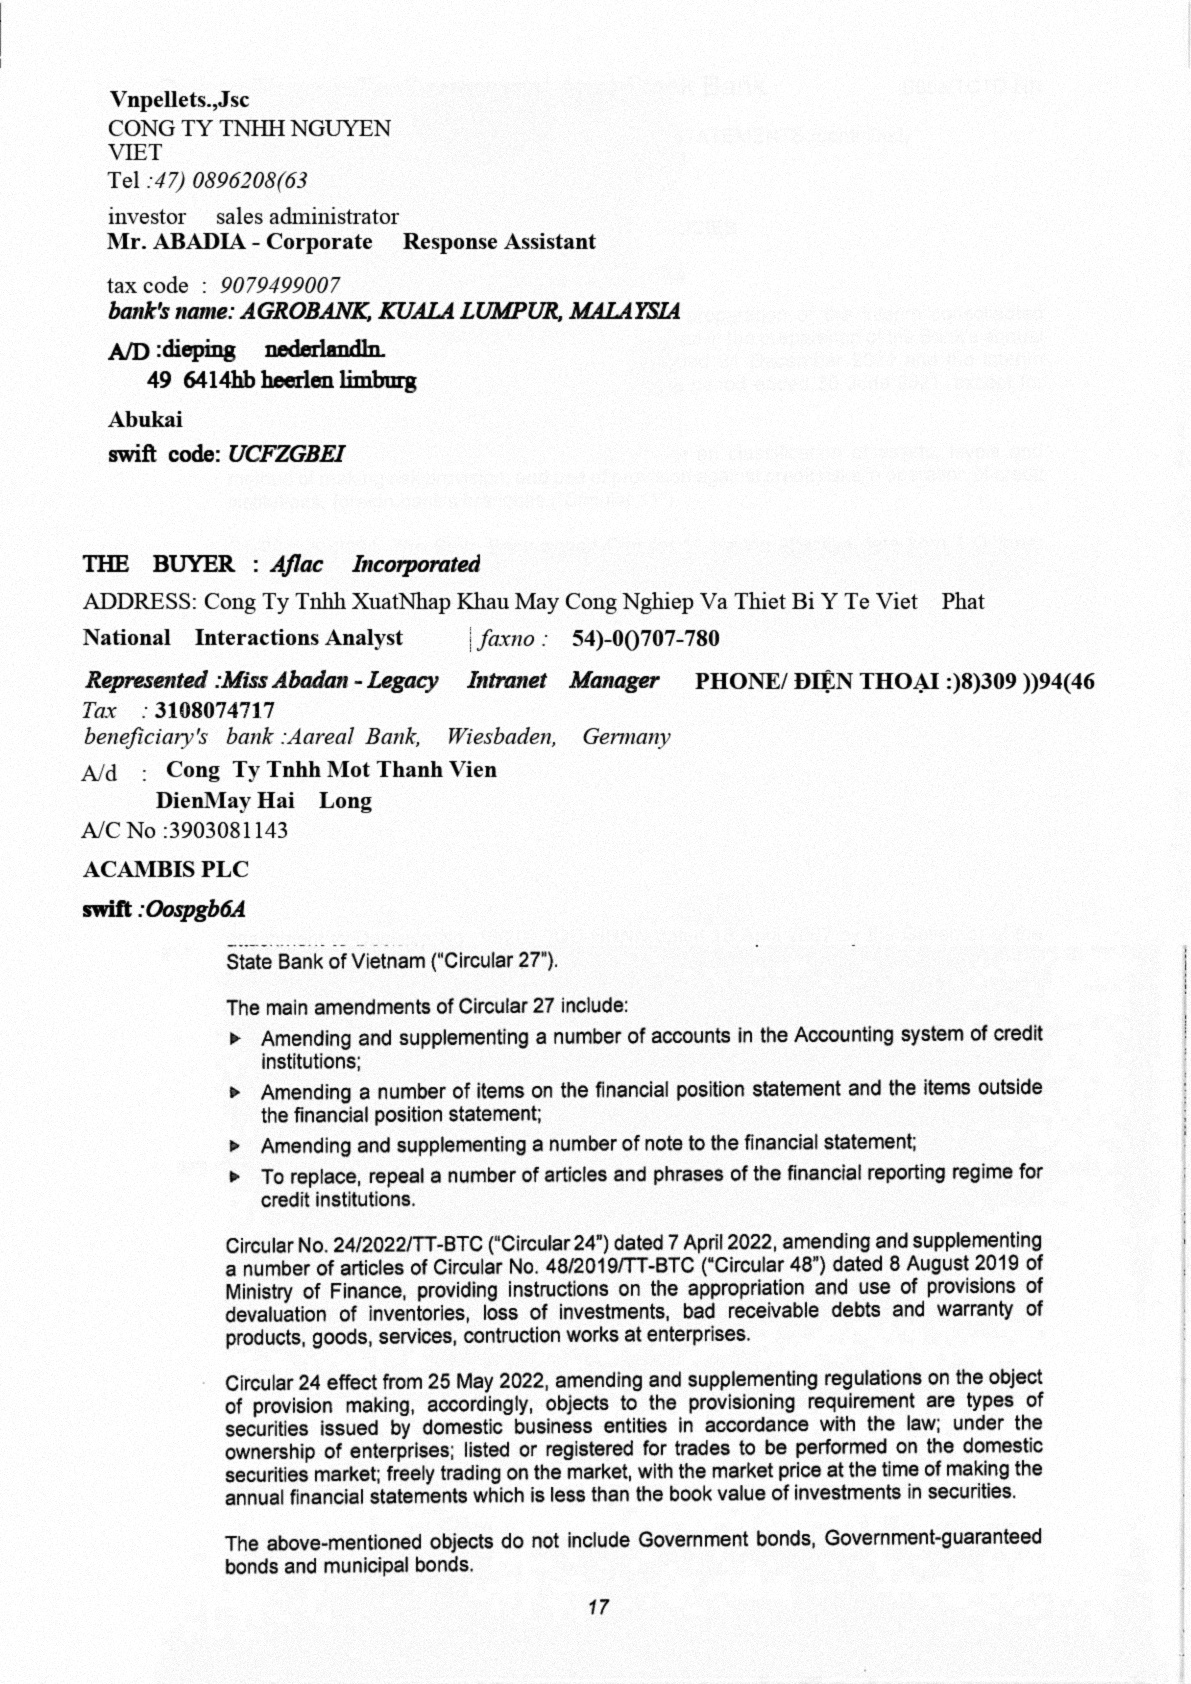 Vnpellets.,Jsc
CONG TY TNHH NGUYEN
VIET
Tel :47) 0896208(63
investor sales administrator
Mr. ABADIA - Corporate Response Assistant
tax code : 9079499007
bank's name: AGROBANK, KUALA LUMPUR, MALAYSIA
A/D :dieping nederlandln.
49 6414hb heerlen limburg
Abukai
swift code: UCFZGBEI
THE BUYER : Aflac Incorporated
ADDRESS: Cong Ty Tnhh XuatNhap Khau May Cong Nghiep Va Thiet Bi Y Te Viet Phat
National Interactions Analyst faxno : 54)-0()707-780
Represented :Miss Abadan - Legacy Intranet Manager PHONE/ ĐIỆN THOẠI :)8)309 ))94(46
Tax : 3108074717
beneficiary's bank :Aareal Bank, Wiesbaden, Germany
A/d : Cong Ty Tnhh Mot Thanh Vien
DienMay Hai Long
A/C No :3903081143
ACAMBIS PLC
swift :Oospgb6A
State Bank of Vietnam ("Circular 27").
The main amendments of Circular 27 include:
Amending and supplementing a number of accounts in the Accounting system of credit
institutions;
Amending a number of items on the financial position statement and the items outside
the financial position statement;
Amending and supplementing a number of note to the financial statement;
To replace, repeal a number of articles and phrases of the financial reporting regime for
credit institutions.
Circular No. 24/2022/TT-BTC ("Circular 24") dated 7 April 2022, amending and supplementing
a number of articles of Circular No. 48/2019/TT-BTC ("Circular 48") dated 8 August 2019 of
Ministry of Finance, providing instructions on the appropriation and use of provisions of
devaluation of inventories, loss of investments, bad receivable debts and warranty of
products, goods, services, contruction works at enterprises.
Circular 24 effect from 25 May 2022, amending and supplementing regulations on the object
of provision making, accordingly, objects to the provisioning requirement are types of
securities issued by domestic business entities in accordance with the law; under the
ownership of enterprises; listed or registered for trades to be performed on the domestic
securities market; freely trading on the market, with the market price at the time of making the
annual financial statements which is less than the book value of investments in securities.
The above-mentioned objects do not include Government bonds, Government-guaranteed
bonds and municipal bonds.
17